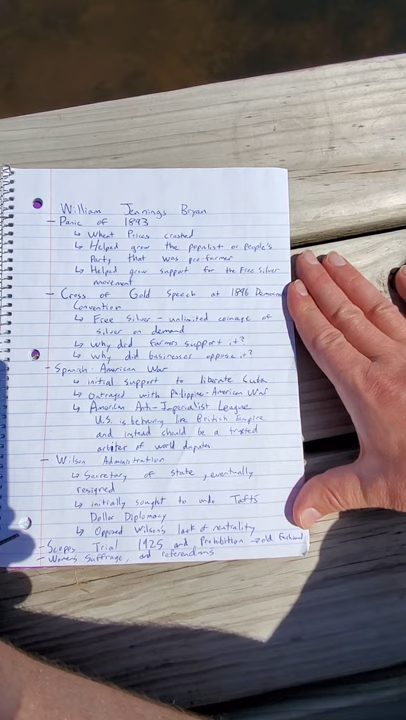 William Jennings Bryan
- Panic of 1893
↳ Wheat Prices crashed
↳ Helped grow the populist or people's
Party that was pro-farmer
↳ Helped grow support for the Free Silver
movement
- Cross of Gold Speech at 1896
Convention
↳ Free Silver - unlimited coinage of
silver on demand
↳ why did farmers support it?
↳ why did businesses oppose it?
- Spanish-American War
↳ initial support to liberate Cuba
↳ Outraged with Philippine-American War
↳ American Anti-Imperialist League
U.S. is behaving like British Empire
and instead should be a trusted
arbiter of world disputes
- Wilson Administration
↳ Secretary of State, eventually
resigned
↳ initially sought to undo Tafts
Dollar Diplomacy
↳ Opposed Wilson's lack of neutrality
- Scopes Trial 1925 and Prohibition → old
- Women's Suffrage, and referendums